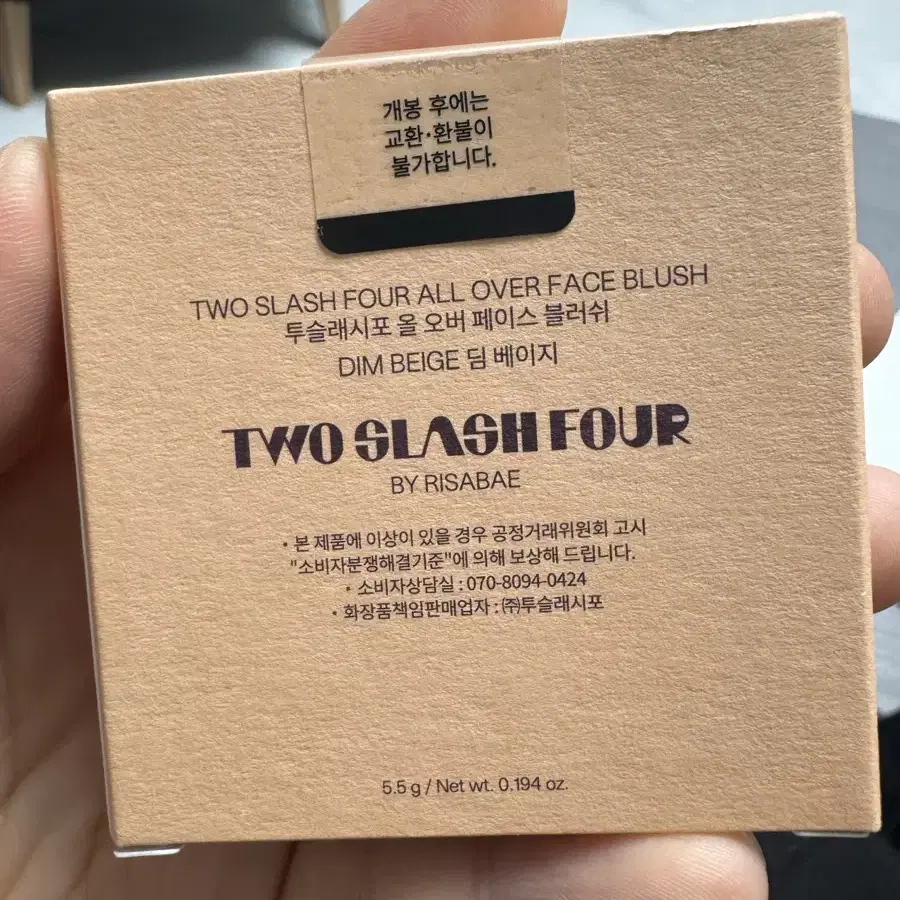 개봉 후에는
교환·환불이
불가합니다.
TWO SLASH FOUR ALL OVER FACE BLUSH
투슬래시포 올 오버 페이스 블러쉬
DIM BEIGE 딤 베이지
TWO SLASH FOUR
BY RISABAE
• 본 제품에 이상이 있을 경우 공정거래위원회 고시
"소비자분쟁해결기준"에 의해 보상해 드립니다.
• 소비자상담실 : 070-8094-0424
• 화장품책임판매업자 : ㈜투슬래시포
5.5 g / Net wt. 0.194 oz.